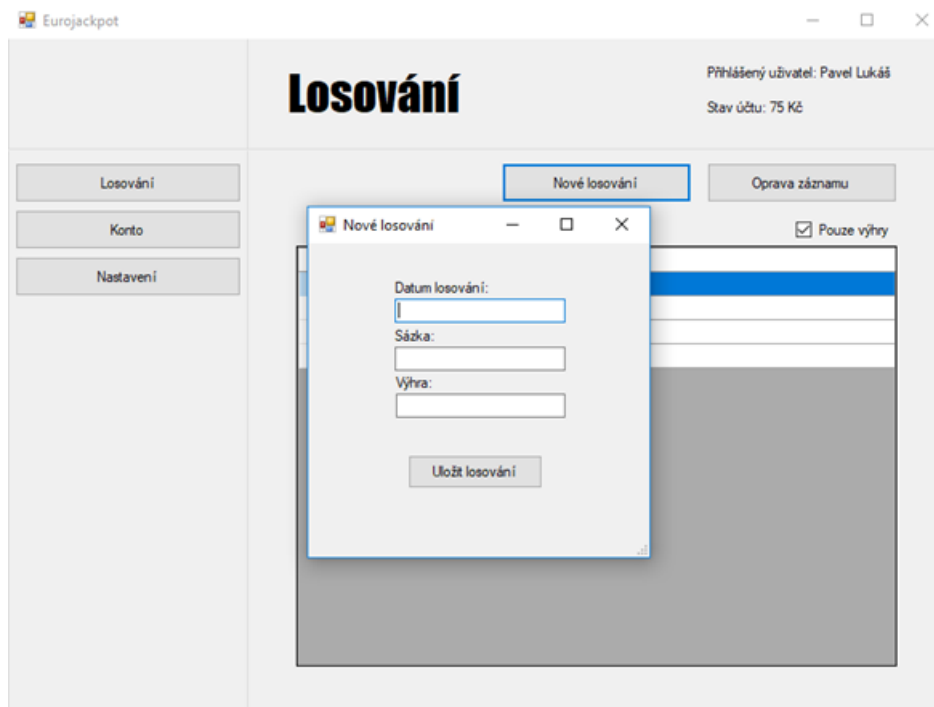 Eurojackpot
Losování
Přihlášený uživatel: Pavel Lukáš
Stav účtu: 75 Kč
Losování
Konto
Nastavení
Nové losování
Oprava záznamu
Pouze výhry
Nové losování
Datum losování:
Sázka:
Výhra:
Uložit losování